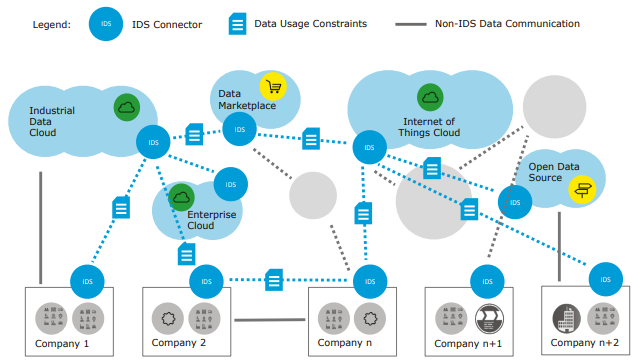 Legend:
IDS
IDS Connector
Data Usage Constraints
Non-IDS Data Communication
Industrial
Data
Cloud
IDS
Data
Marketplace
IDS
Internet of
Things Cloud
IDS
Open Data
Source
IDS
IDS
Enterprise
Cloud
IDS
Company 1
IDS
Company 2
IDS
Company n
IDS
Company n+1
IDS
Company n+2